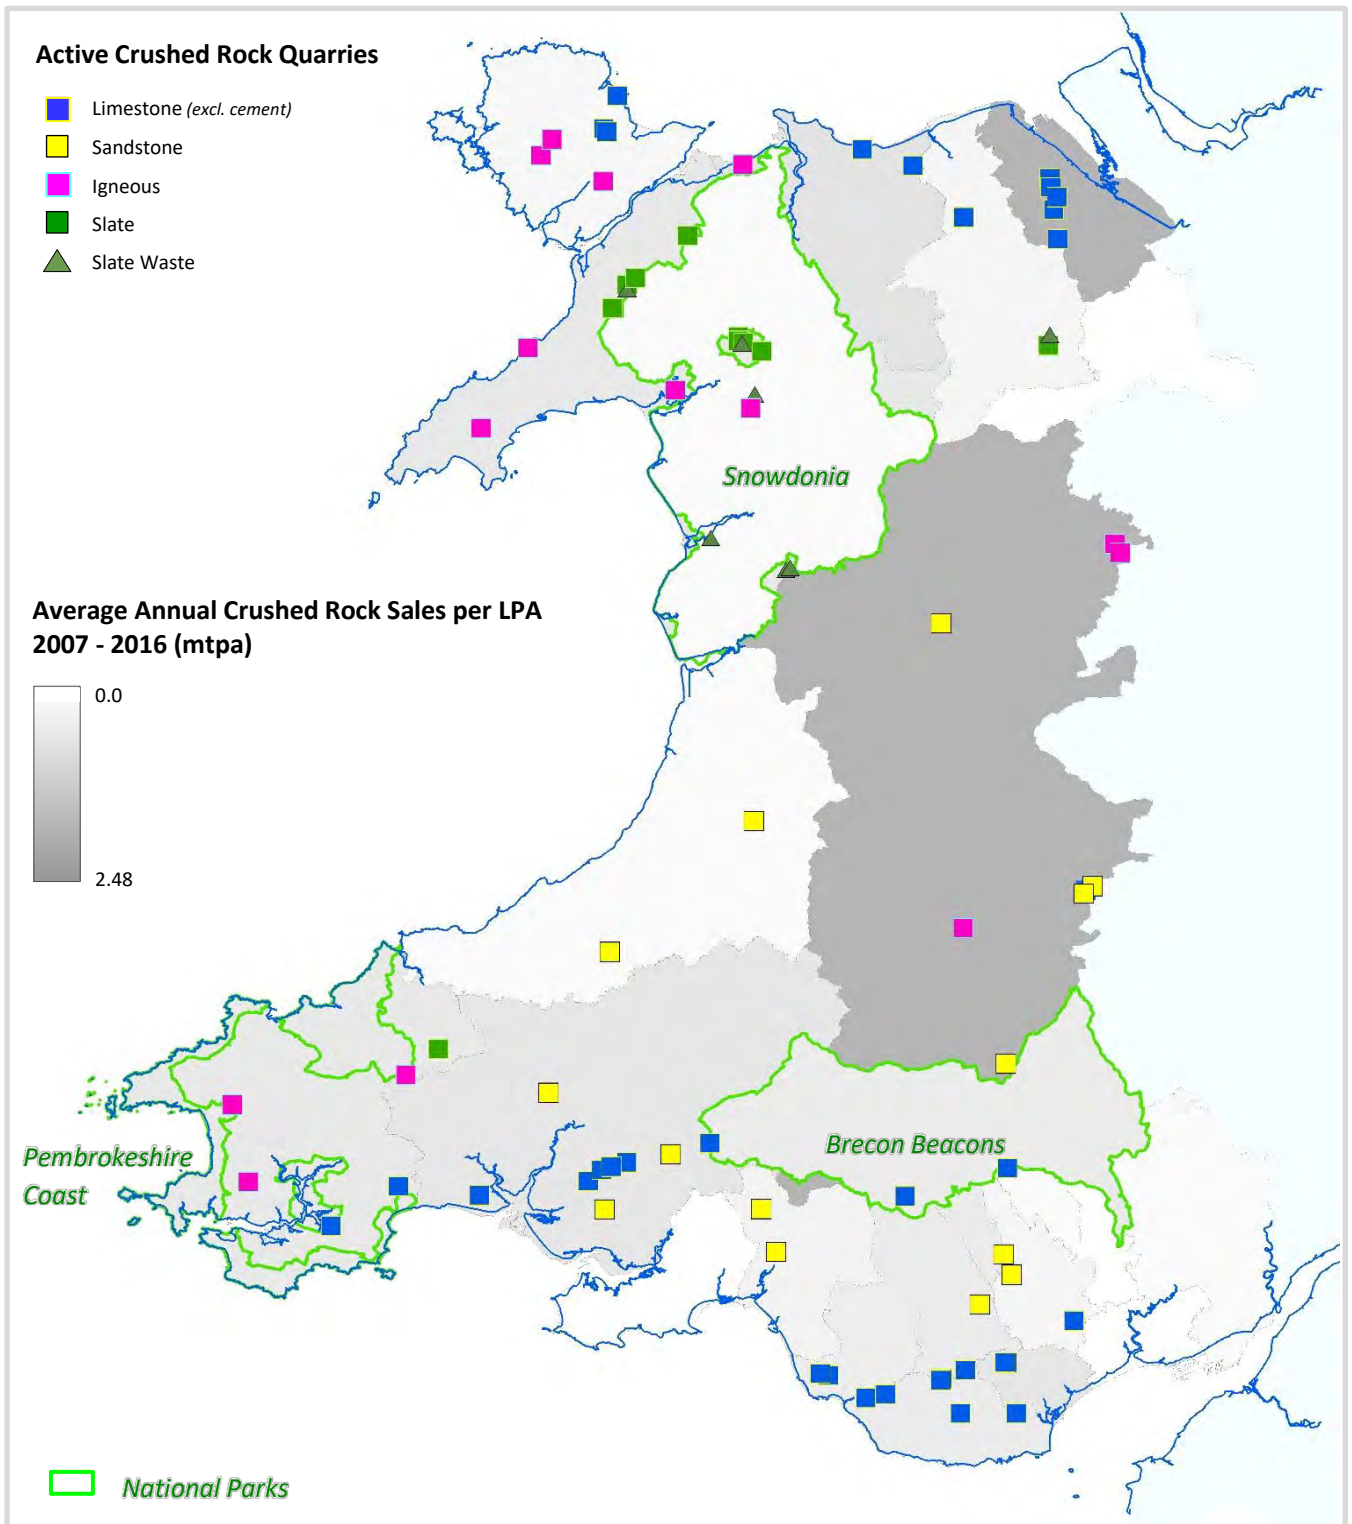 Active Crushed Rock Quarries
Limestone (excl. cement)
Sandstone
Igneous
Slate
Slate Waste
Snowdonia
Average Annual Crushed Rock Sales per LPA
2007 - 2016 (mtpa)
0.0
2.48
Pembrokeshire
Coast
Brecon Beacons
National Parks